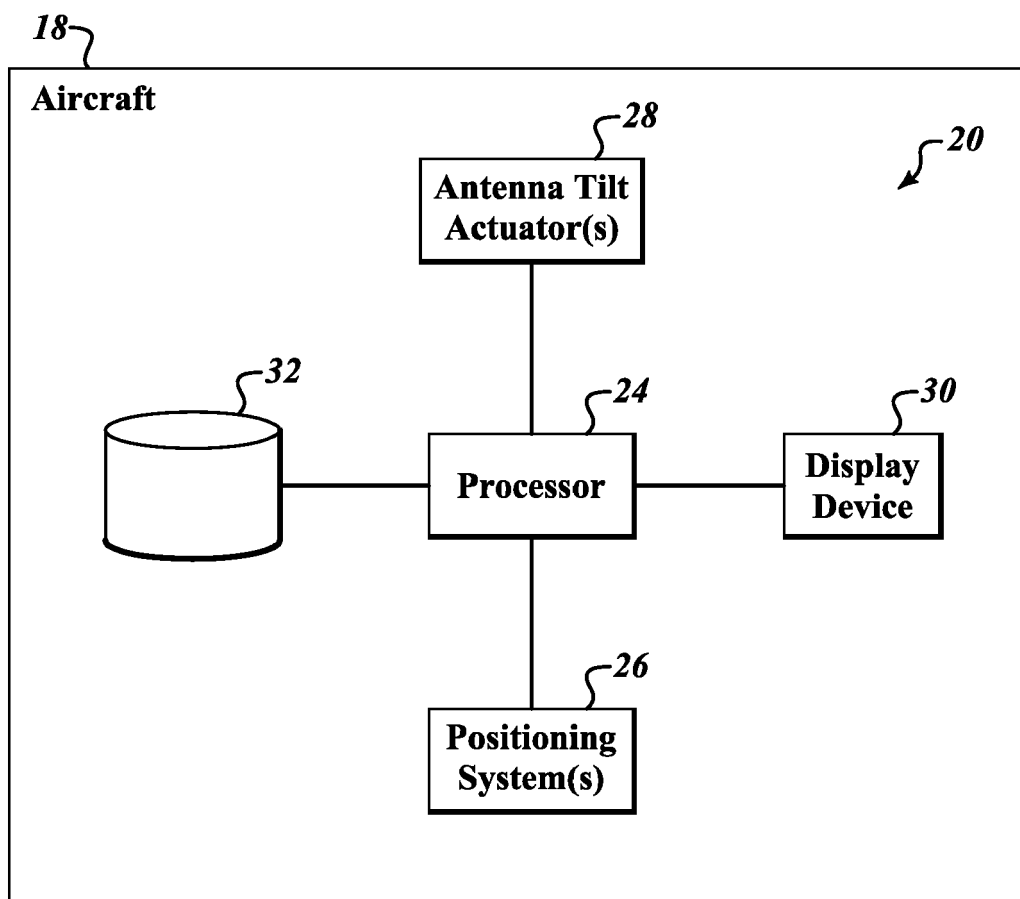 18
Aircraft
28
20
Antenna Tilt
Actuator(s)
32
24
30
Processor
Display
Device
26
Positioning
System(s)